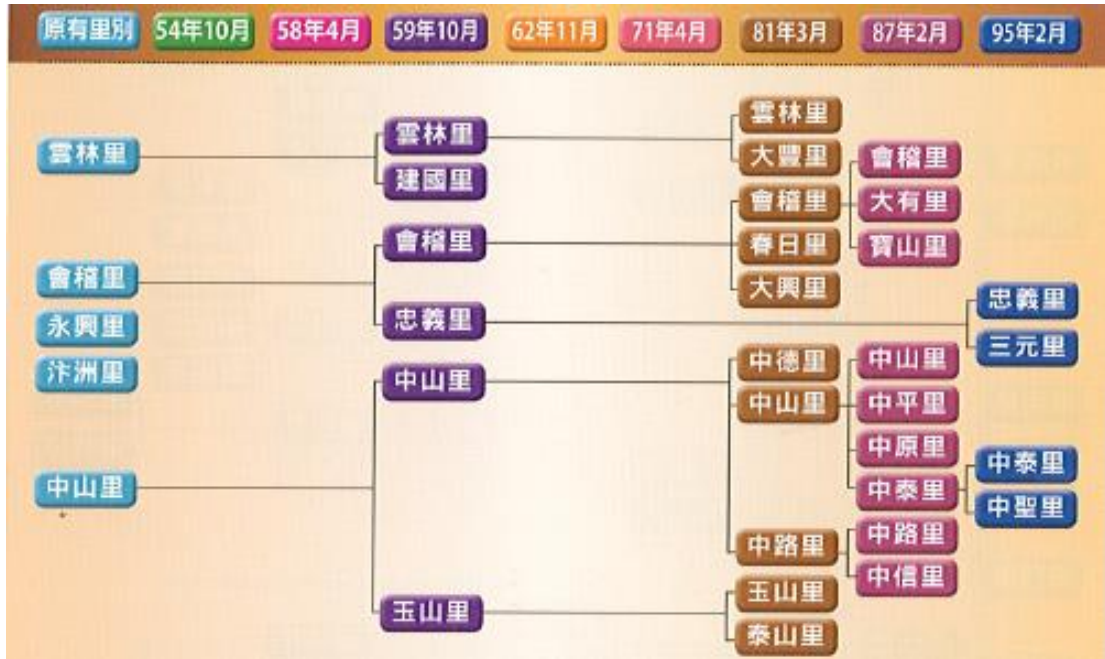 原有里別 54年10月 58年4月 59年10月 62年11月 71年4月 81年3月 87年2月 95年2月
雲林里
會稽里
永興里
汴洲里
中山里
雲林里
建國里
會稽里
忠義里
中山里
玉山里
雲林里
大豐里
會稽里
春日里
大興里
中德里
中山里
中路里
玉山里
泰山里
會稽里
大有里
寶山里
中山里
中平里
中原里
中泰里
中路里
中信里
忠義里
三元里
中泰里
中聖里